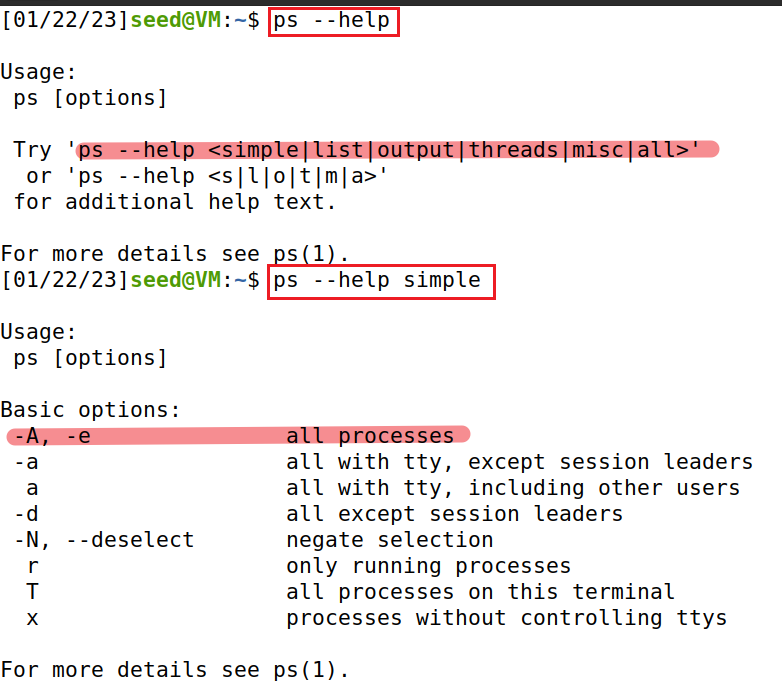 [01/22/23]seed@VM:~$ ps --help
Usage:
ps [options]
Try 'ps --help <simple|list|output|threads|misc|all>'
or 'ps --help <s|l|o|t|m|a>'
for additional help text.
For more details see ps(1).
[01/22/23]seed@VM:~$ ps --help simple
Usage:
ps [options]
Basic options:
-A, -e               all processes
-a                   all with tty, except session leaders
a                   all with tty, including other users
-d                   all except session leaders
-N, --deselect       negate selection
r                   only running processes
T                   all processes on this terminal
x                   processes without controlling ttys
For more details see ps(1).